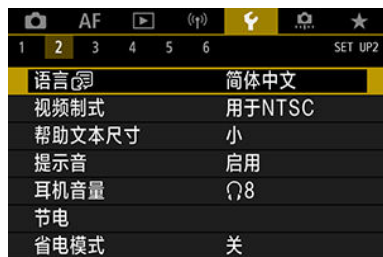 AF
1 2 3 4 5 6 SET UP2
语言 简体中文
视频制式 用于NTSC
帮助文本尺寸 小
提示音 启用
耳机音量 8
节电
省电模式 关